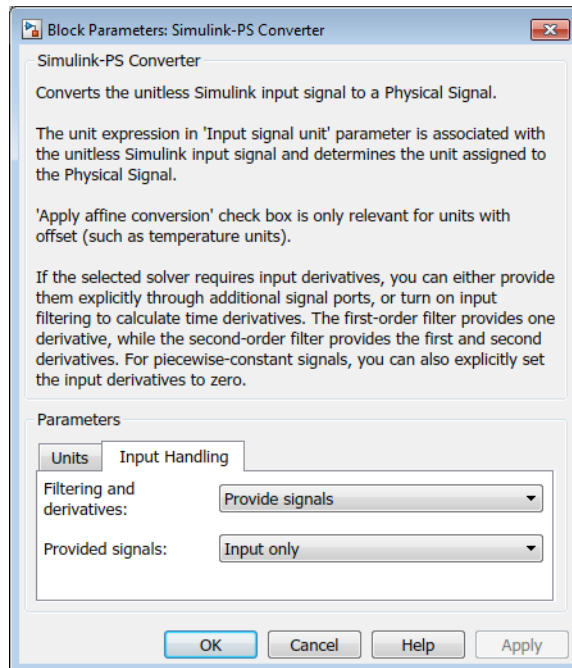 Block Parameters: Simulink-PS Converter
Simulink-PS Converter
Converts the unitless Simulink input signal to a Physical Signal.
The unit expression in 'Input signal unit' parameter is associated with
the unitless Simulink input signal and determines the unit assigned to
the Physical Signal.
'Apply affine conversion' check box is only relevant for units with
offset (such as temperature units).
If the selected solver requires input derivatives, you can either provide
them explicitly through additional signal ports, or turn on input
filtering to calculate time derivatives. The first-order filter provides one
derivative, while the second-order filter provides the first and second
derivatives. For piecewise-constant signals, you can also explicitly set
the input derivatives to zero.
Parameters
Units Input Handling
Filtering and
derivatives: Provide signals
Provided signals: Input only
OK Cancel Help Apply